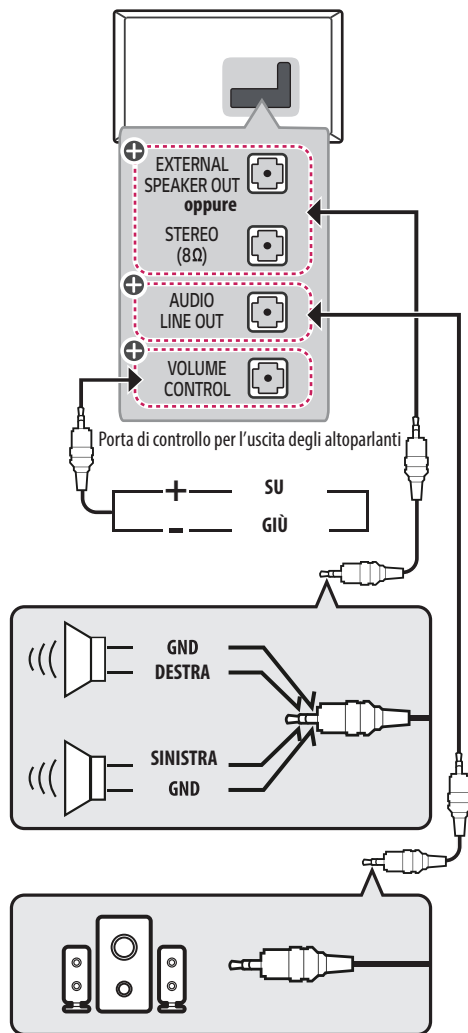 EXTERNAL
SPEAKER OUT
oppure
STEREO
(8Ω)
AUDIO
LINE OUT
VOLUME
CONTROL
Porta di controllo per l'uscita degli altoparlanti
+ SU
- GIÙ
GND
DESTRA
SINISTRA
GND